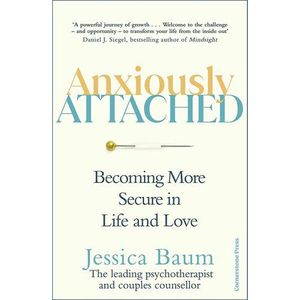 'A powerful journey of growth . . . Welcome to the challenge
– and opportunity – to transform your life from the inside out'
Daniel J. Siegel, bestselling author of Mindsight
Anxiously
ATTACHED
Becoming More
Secure in
Life and Love
Jessica Baum
The leading psychotherapist
and couples counsellor
Cornerstone Press